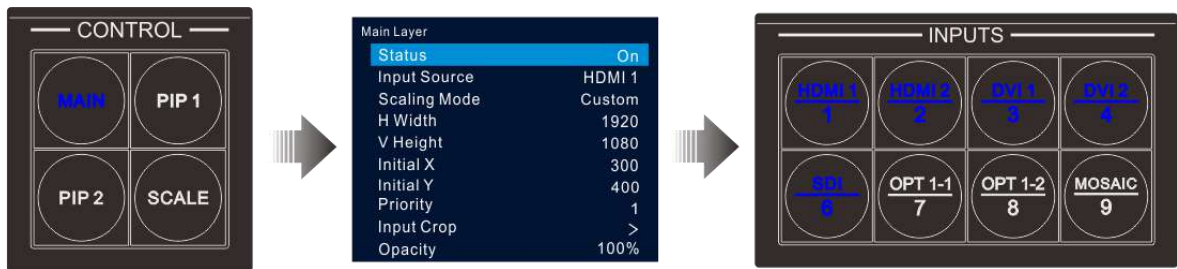 CONTROL
MAIN PIP 1
PIP 2 SCALE
Main Layer
Status On
Input Source HDMI 1
Scaling Mode Custom
H Width 1920
V Height 1080
Initial X 300
Initial Y 400
Priority 1
Input Crop >
Opacity 100%
INPUTS
HDMI 1 HDMI 2 DVI 1 DVI 2
1 2 3 4
SDI OPT 1-1 OPT 1-2 MOSAIC
6 7 8 9